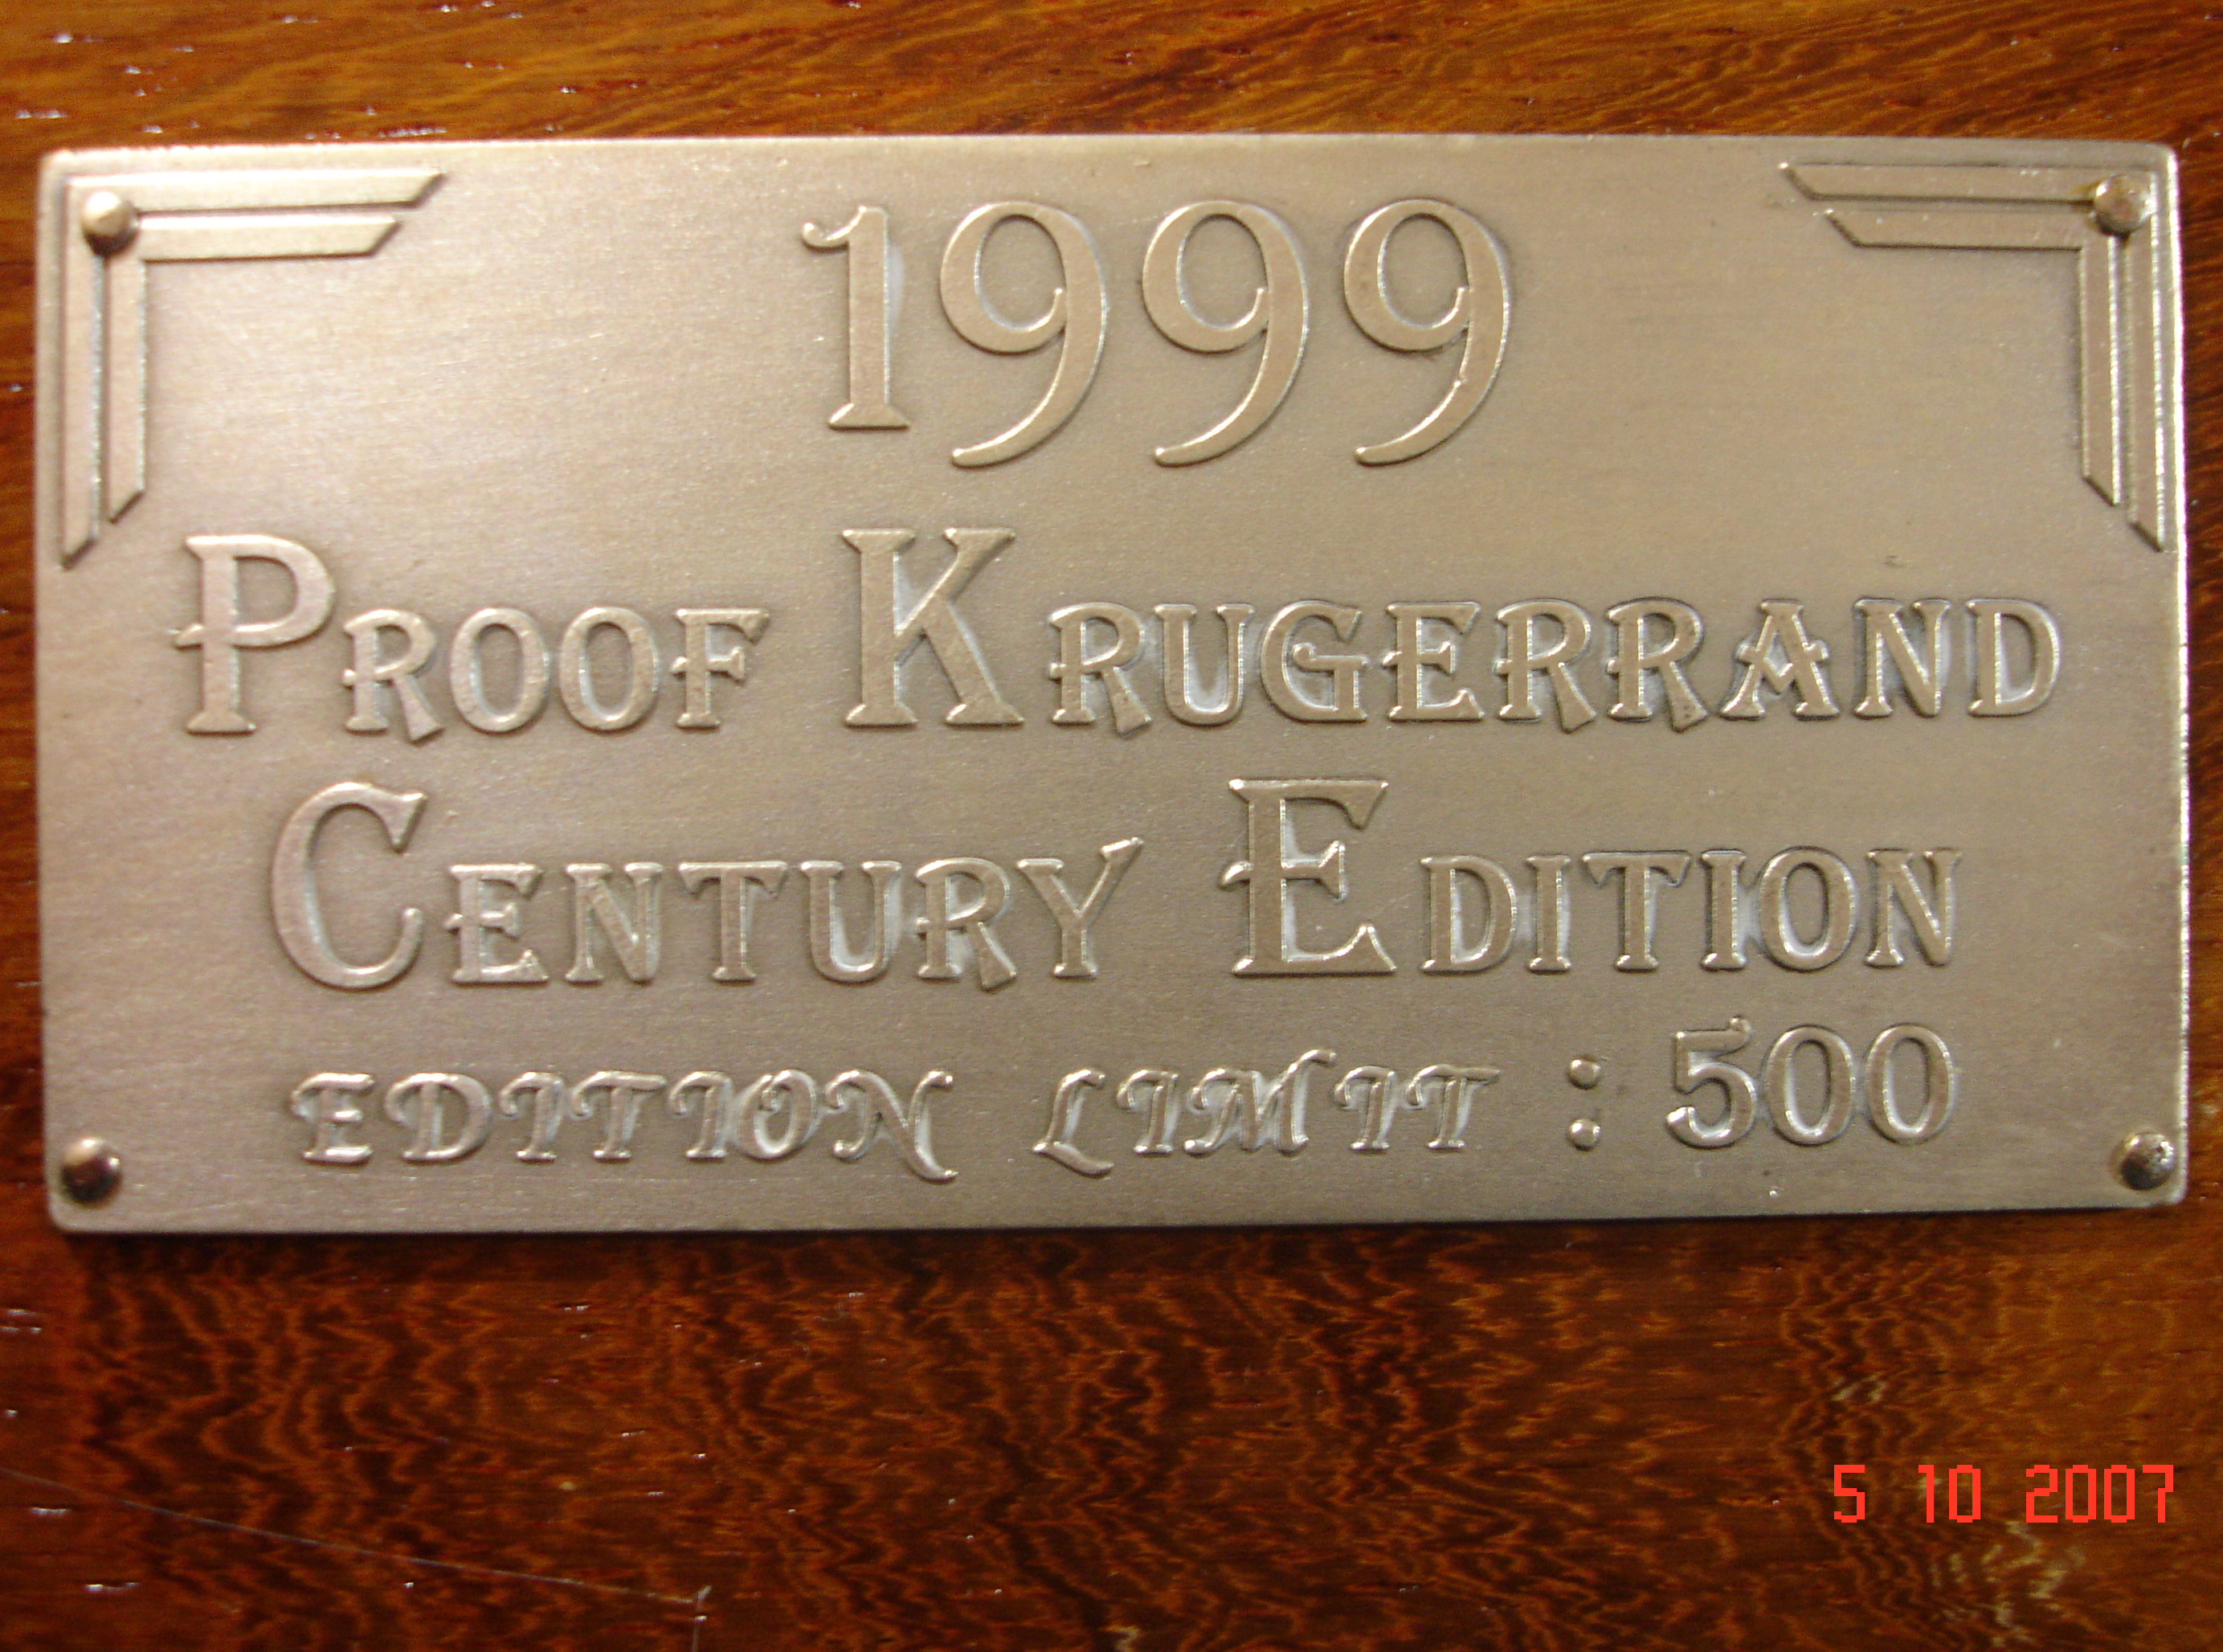 1999
PROOF KRUGERRAND
CENTURY EDITION
EDITION LIMIT : 500
5 10 2007